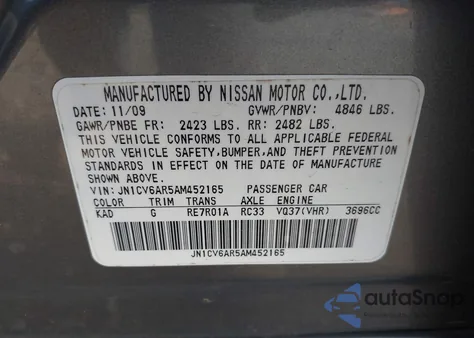 MANUFACTURED BY NISSAN MOTOR CO.,LTD.
DATE: 11/09 GVWR/PNBV: 4846 LBS.
GAWR/PNBE FR: 2423 LBS. RR: 2482 LBS.
THIS VEHICLE CONFORMS TO ALL APPLICABLE FEDERAL
MOTOR VEHICLE SAFETY,BUMPER,AND THEFT PREVENTION
STANDARDS IN EFFECT ON THE DATE OF MANUFACTURE
SHOWN ABOVE.
VIN: JN1CV6AR5AM452165 PASSENGER CAR
COLOR TRIM TRANS AXLE ENGINE
KAD G RE7R01A RC33 VQ37(VHR) 3696CC
JN1CV6AR5AM452165
autaSnap